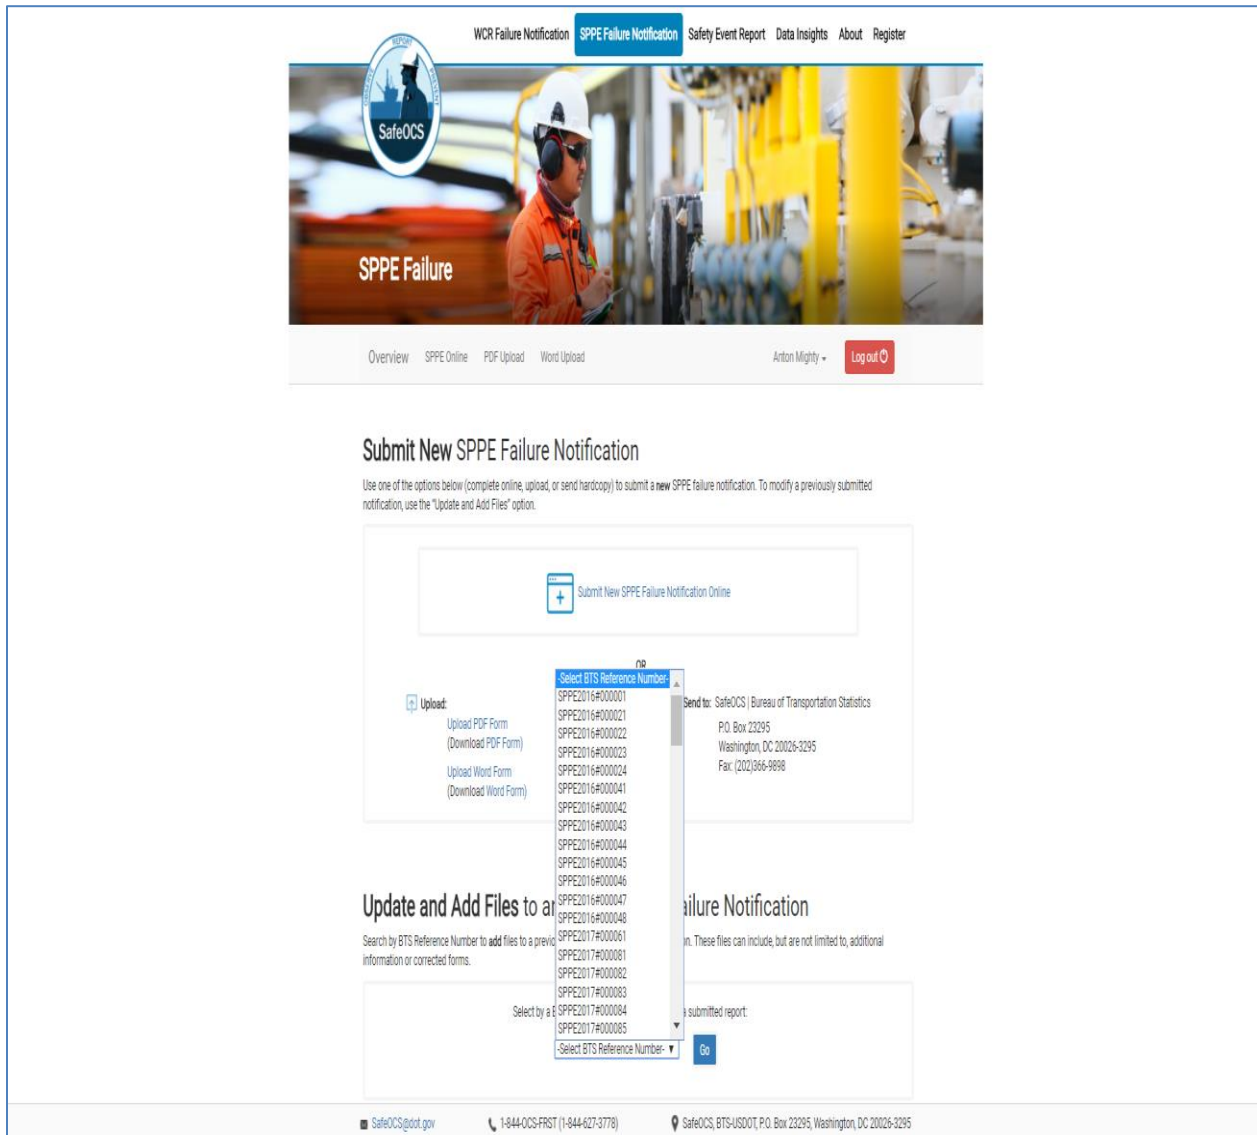 WCR Failure Notification SPPE Failure Notification Safety Event Report Data Insights About Register
OBSERVE REPORT PREVENT
SafeOCS
SPPE Failure
Overview SPPE Online PDF Upload Word Upload Anton Mighty Log out
Submit New SPPE Failure Notification
Use one of the options below (complete online, upload, or send hardcopy) to submit a new SPPE failure notification. To modify a previously submitted
notification, use the "Update and Add Files" option.
Submit New SPPE Failure Notification Online
OR
Upload:
Upload PDF Form
(Download PDF Form)
Upload Word Form
(Download Word Form)
Send to: SafeOCS | Bureau of Transportation Statistics
P.O. Box 23295
Washington, DC 20026-3295
Fax: (202)366-9898
-Select BTS Reference Number-
SPPE2016#000001
SPPE2016#000021
SPPE2016#000022
SPPE2016#000023
SPPE2016#000024
SPPE2016#000041
SPPE2016#000042
SPPE2016#000043
SPPE2016#000044
SPPE2016#000045
SPPE2016#000046
SPPE2016#000047
SPPE2016#000048
SPPE2017#000061
SPPE2017#000081
SPPE2017#000082
SPPE2017#000083
SPPE2017#000084
SPPE2017#000085
Update and Add Files to ailure Notification
Search by BTS Reference Number to add files to a These files can include, but are not limited to, additional
information or corrected forms.
Select by a submitted report:
-Select BTS Reference Number- Go
SafeOCS@dot.gov 1-844-OCS-FRST (1-844-627-3778) SafeOCS, BTS-USDOT, P.O. Box 23295, Washington, DC 20026-3295